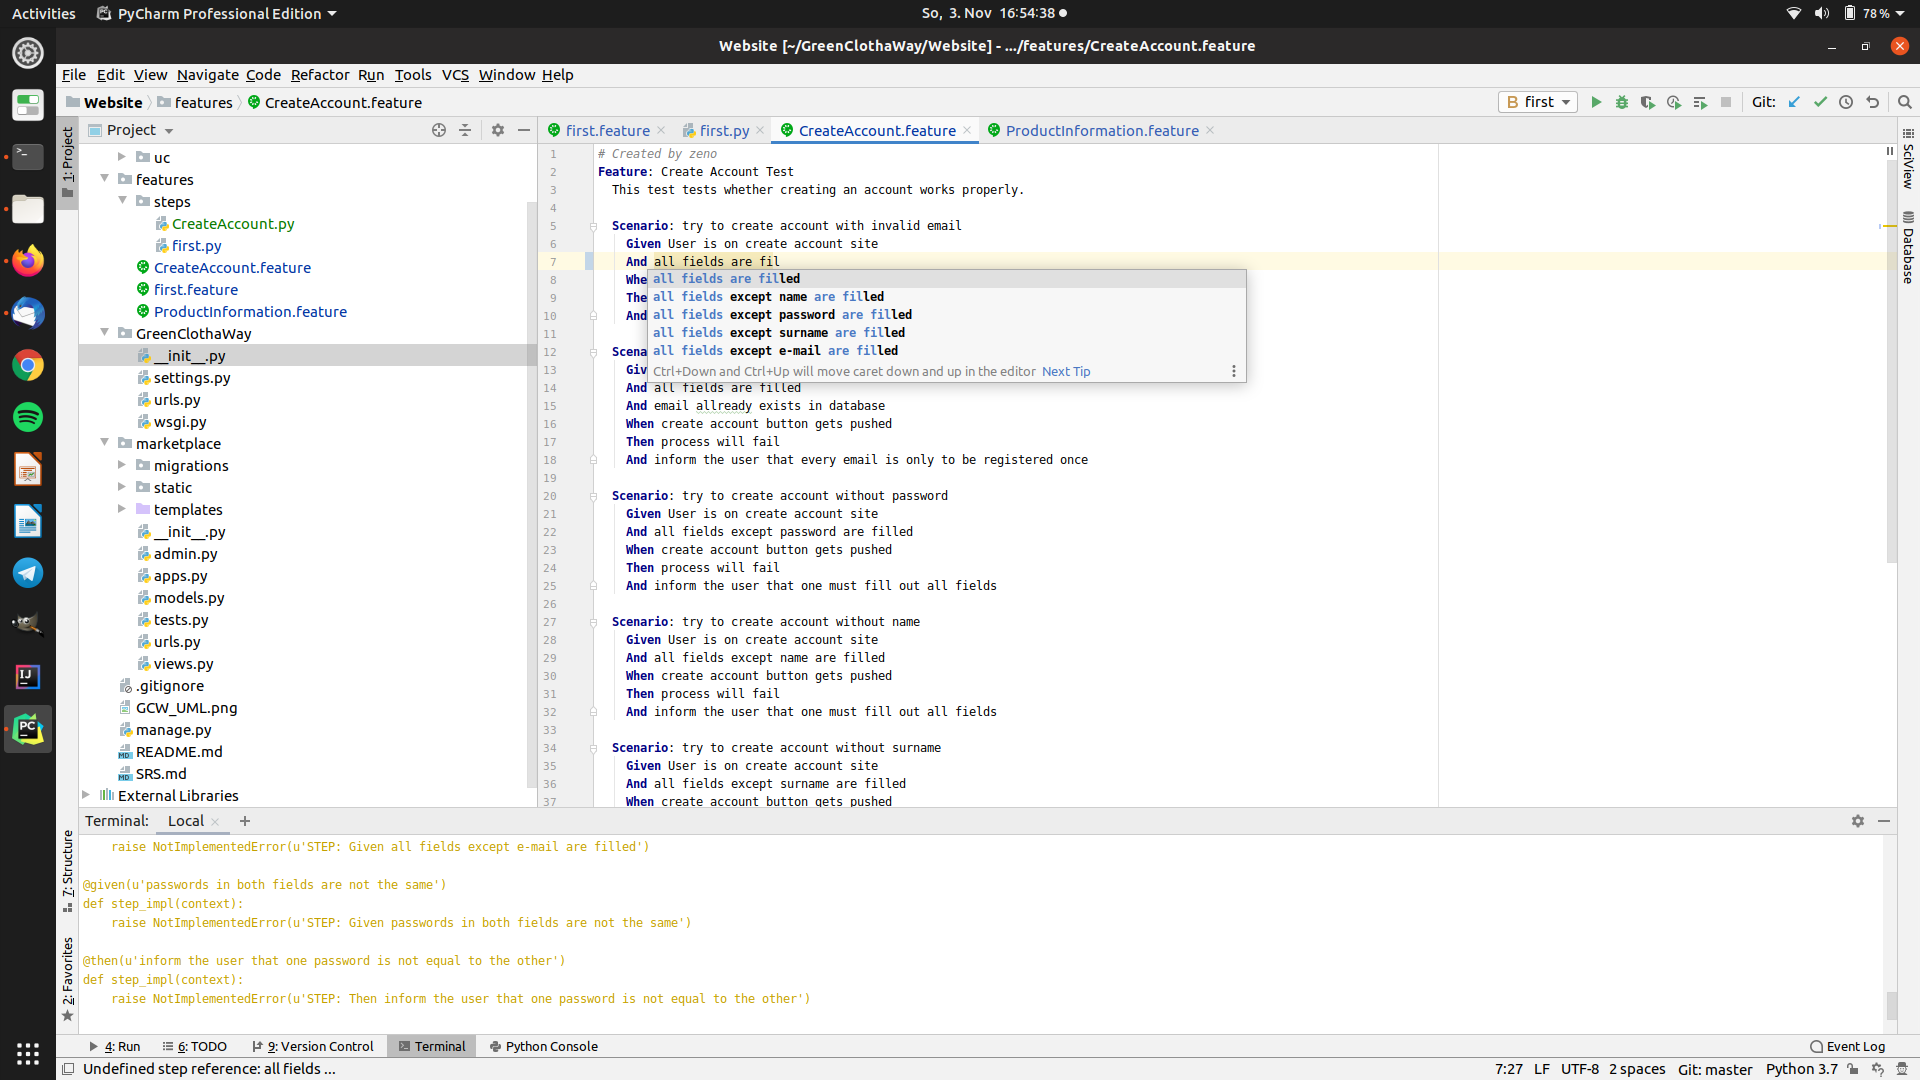 Activities PyCharm Professional Edition So, 3. Nov 16:54:38 78 %
Website [~/GreenClothaWay/Website] - .../features/CreateAccount.feature
File Edit View Navigate Code Refactor Run Tools VCS Window Help
Website features CreateAccount.feature B first Git:
Project
first.feature first.py CreateAccount.feature ProductInformation.feature
1: Project
uc
features
steps
CreateAccount.py
first.py
CreateAccount.feature
first.feature
ProductInformation.feature
GreenClothaWay
__init__.py
settings.py
urls.py
wsgi.py
marketplace
migrations
static
templates
__init__.py
admin.py
apps.py
models.py
tests.py
urls.py
views.py
.gitignore
GCW_UML.png
manage.py
README.md
SRS.md
External Libraries
1 # Created by zeno
2 Feature: Create Account Test
3 This test tests whether creating an account works properly.
4
5 Scenario: try to create account with invalid email
6 Given User is on create account site
7 And all fields are fil
8 Whe
9 The
10 And
11
12 Scena
13 Giv
14 And all fields are filled
15 And email allready exists in database
16 When create account button gets pushed
17 Then process will fail
18 And inform the user that every email is only to be registered once
19
20 Scenario: try to create account without password
21 Given User is on create account site
22 And all fields except password are filled
23 When create account button gets pushed
24 Then process will fail
25 And inform the user that one must fill out all fields
26
27 Scenario: try to create account without name
28 Given User is on create account site
29 And all fields except name are filled
30 When create account button gets pushed
31 Then process will fail
32 And inform the user that one must fill out all fields
33
34 Scenario: try to create account without surname
35 Given User is on create account site
36 And all fields except surname are filled
37 When create account button gets pushed
all fields are filled
all fields except name are filled
all fields except password are filled
all fields except surname are filled
all fields except e-mail are filled
Ctrl+Down and Ctrl+Up will move caret down and up in the editor Next Tip
SciView
Database
Terminal: Local
7: Structure
2: Favorites
raise NotImplementedError(u'STEP: Given all fields except e-mail are filled')
@given(u'passwords in both fields are not the same')
def step_impl(context):
raise NotImplementedError(u'STEP: Given passwords in both fields are not the same')
@then(u'inform the user that one password is not equal to the other')
def step_impl(context):
raise NotImplementedError(u'STEP: Then inform the user that one password is not equal to the other')
4: Run 6: TODO 9: Version Control Terminal Python Console Event Log
Undefined step reference: all fields ... 7:27 LF UTF-8 2 spaces Git: master Python 3.7